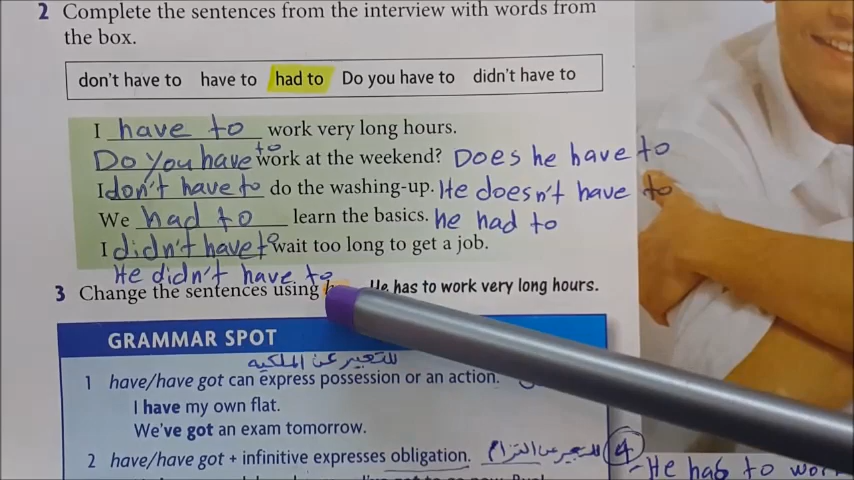 2 Complete the sentences from the interview with words from
the box.
don't have to have to had to Do you have to didn't have to
I have to work very long hours.
Do you have to work at the weekend? Does he have to
I don't have to do the washing-up. He doesn't have to
We had to learn the basics. he had to
I didn't have to wait too long to get a job.
He didn't have to
3 Change the sentences using He has to work very long hours.
GRAMMAR SPOT
للتعبير عن الملكيه
1 have/have got can express possession or an action.
I have my own flat.
We've got an exam tomorrow.
2 have/have got + infinitive expresses obligation. للتعبير عن التزام 4
- He has to work